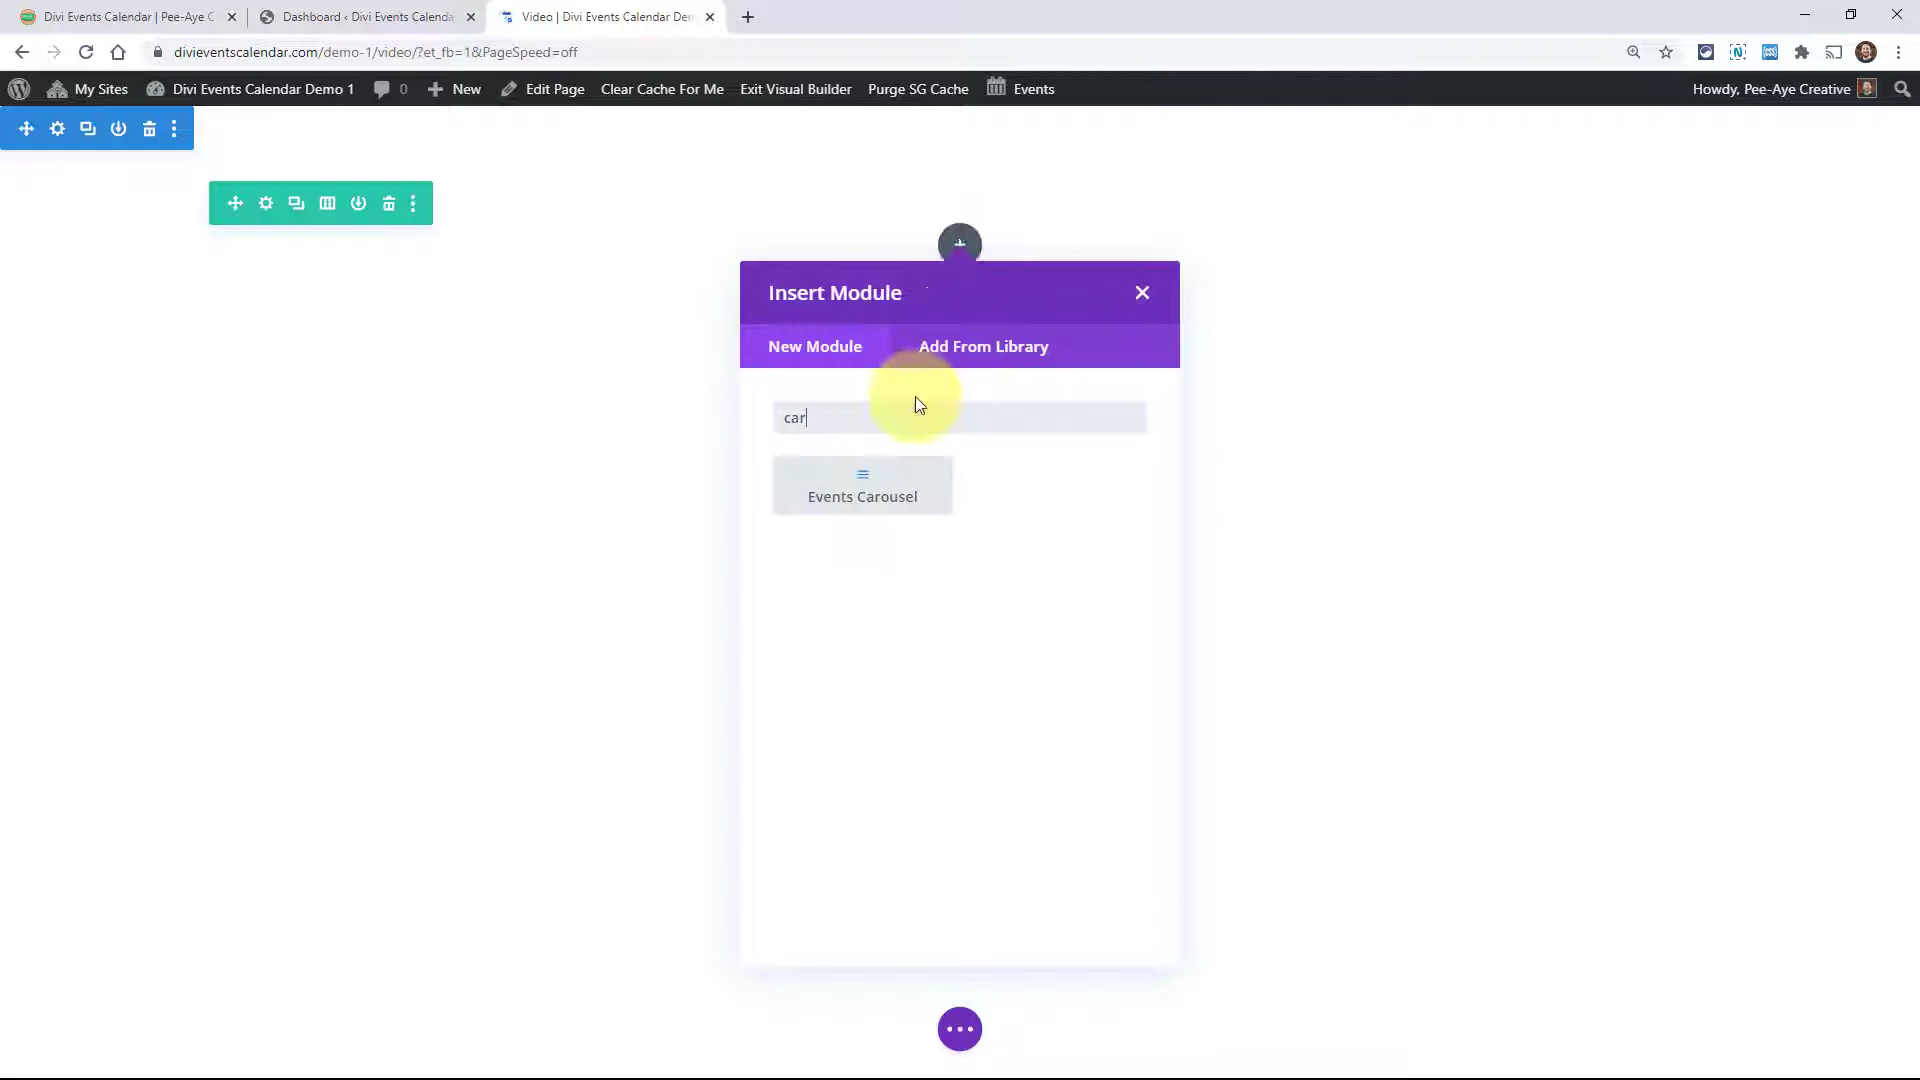 Divi Events Calendar | Pee-Aye C
Dashboard ‹ Divi Events Calenda
Video | Divi Events Calendar Den
divieventscalendar.com/demo-1/video/?et_fb=1&PageSpeed=off
My Sites
Divi Events Calendar Demo 1
0
New
Edit Page
Clear Cache For Me
Exit Visual Builder
Purge SG Cache
Events
Howdy, Pee-Aye Creative
Insert Module
New Module
Add From Library
car
Events Carousel